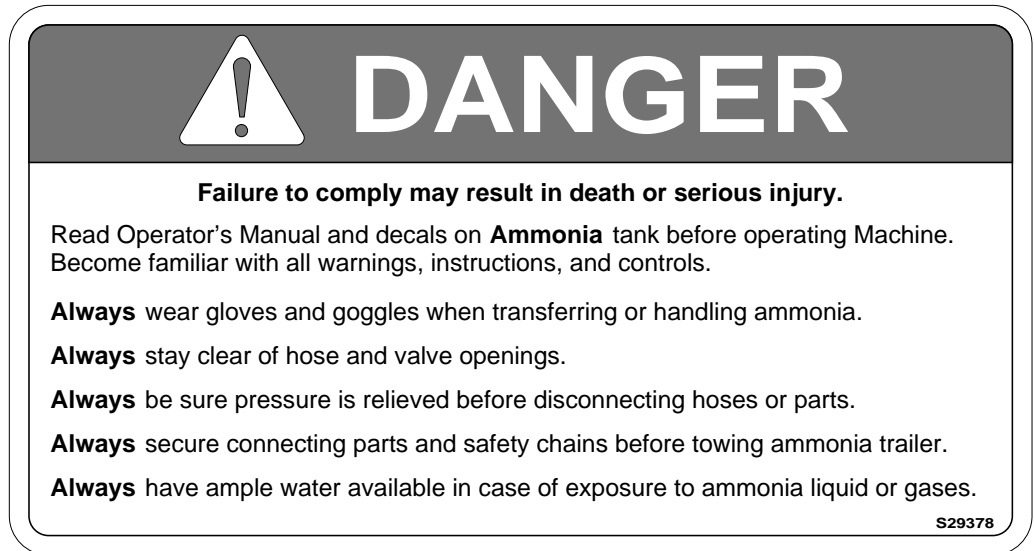 DANGER
Failure to comply may result in death or serious injury.
Read Operator’s Manual and decals on Ammonia tank before operating Machine.
Become familiar with all warnings, instructions, and controls.
Always wear gloves and goggles when transferring or handling ammonia.
Always stay clear of hose and valve openings.
Always be sure pressure is relieved before disconnecting hoses or parts.
Always secure connecting parts and safety chains before towing ammonia trailer.
Always have ample water available in case of exposure to ammonia liquid or gases.
S29378